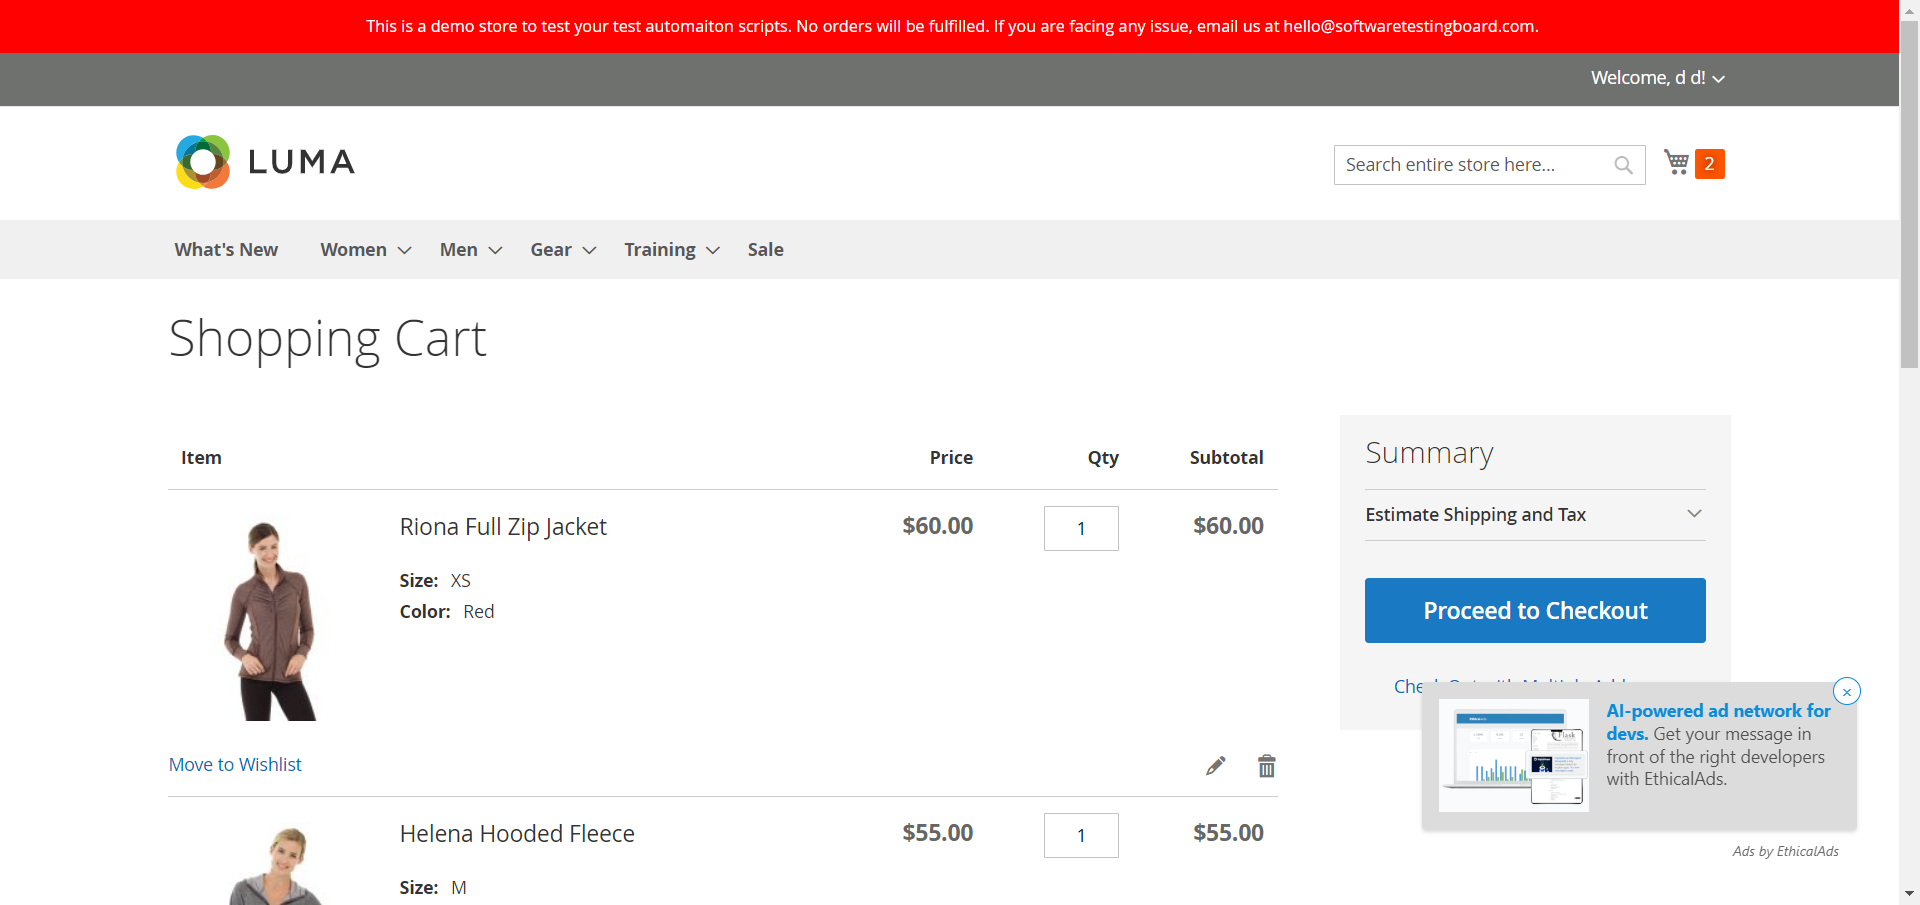 This is a demo store to test your test automaiton scripts. No orders will be fulfilled. If you are facing any issue, email us at hello@softwaretestingboard.com.
Welcome, d d!
LUMA
Search entire store here...
2
What's New Women Men Gear Training Sale
Shopping Cart
Item Price Qty Subtotal
Riona Full Zip Jacket $60.00 1 $60.00
Size: XS
Color: Red
Move to Wishlist
Helena Hooded Fleece $55.00 1 $55.00
Size: M
Summary
Estimate Shipping and Tax
Proceed to Checkout
AI-powered ad network for
devs. Get your message in
front of the right developers
with EthicalAds.
Ads by EthicalAds